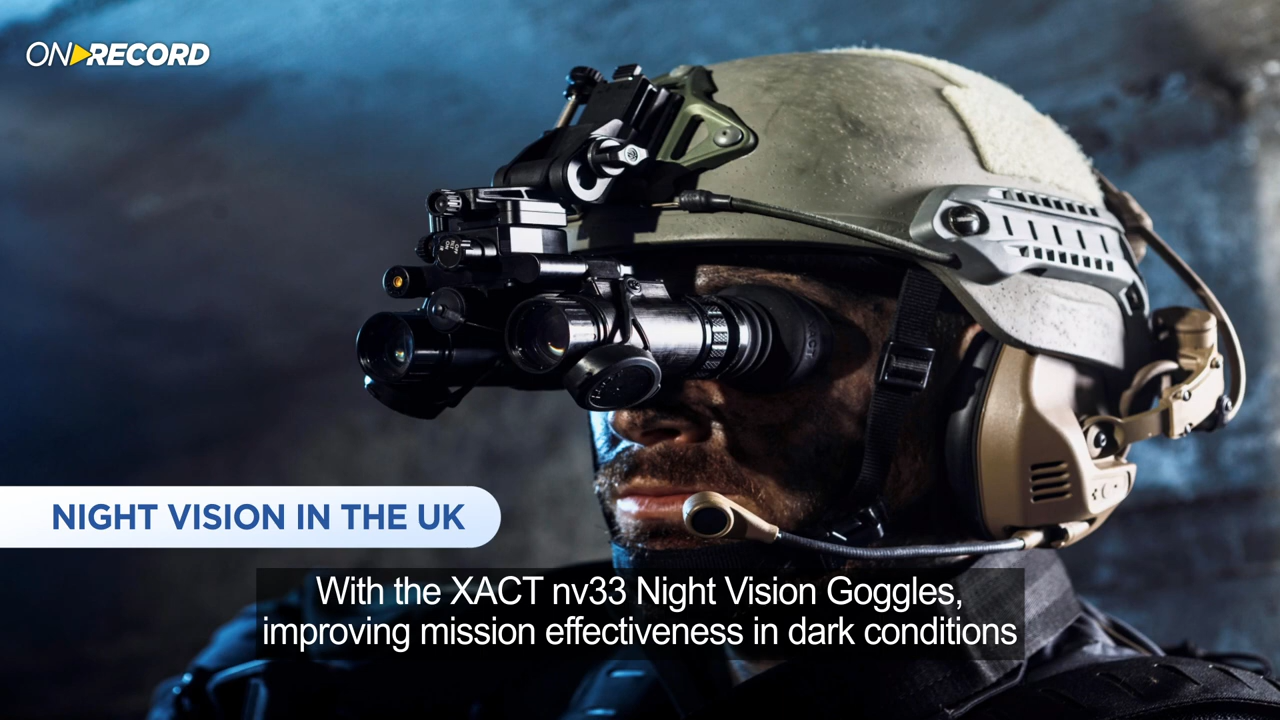 ON RECORD
XACT
NIGHT VISION IN THE UK
With the XACT nv33 Night Vision Goggles,
improving mission effectiveness in dark conditions